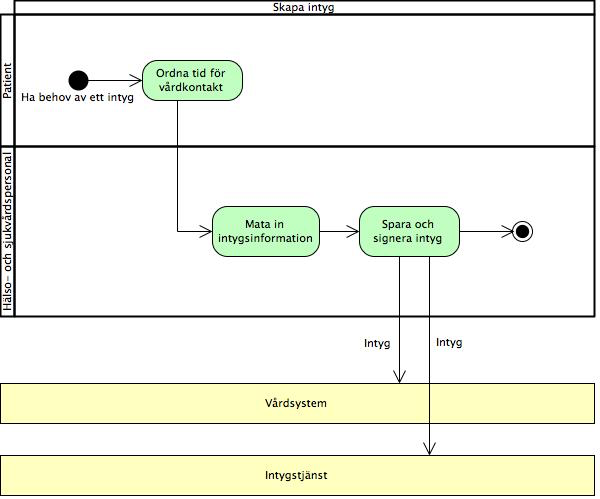 Skapa intyg
Patient
Ordna tid för
vårdkontakt
Ha behov av ett intyg
Hälso- och sjukvårdspersonal
Mata in
intygsinformation
Spara och
signera intyg
Intyg
Intyg
Vårdsystem
Intygstjänst